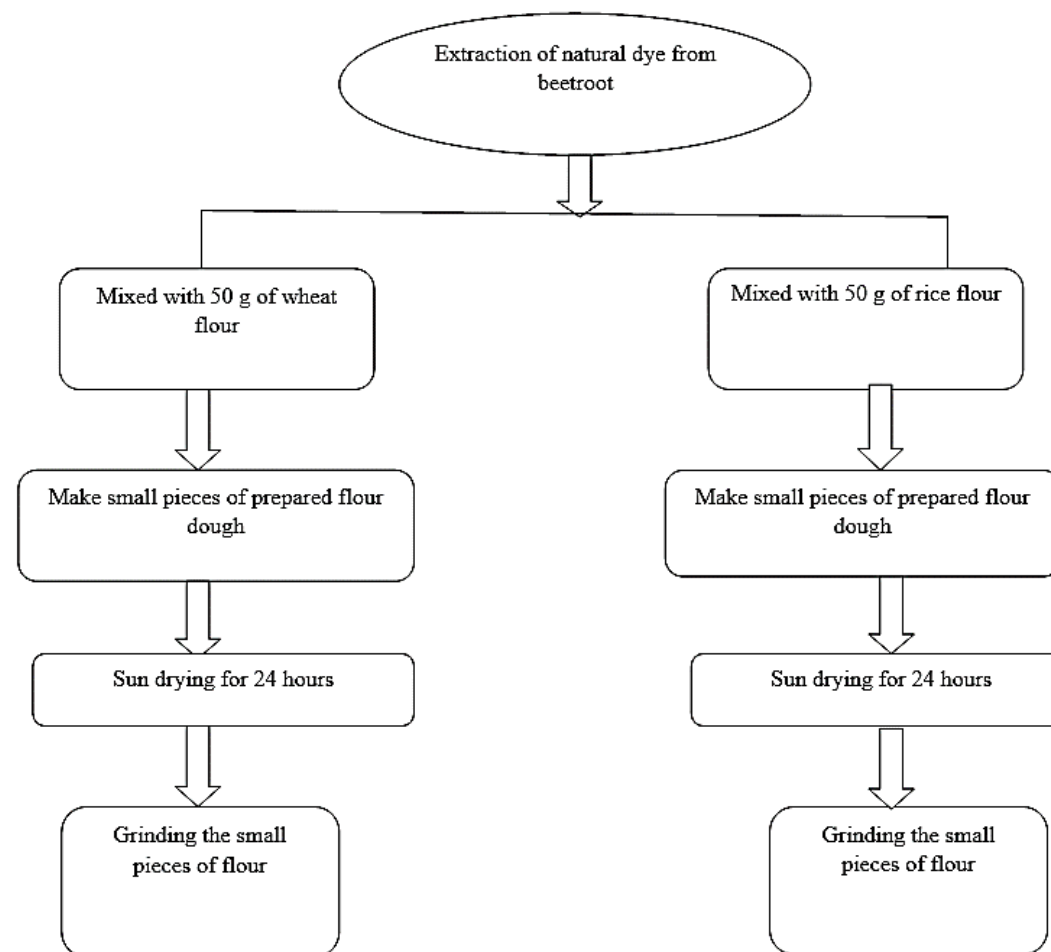 Extraction of natural dye from
beetroot
Mixed with 50 g of wheat
flour
Mixed with 50 g of rice flour
Make small pieces of prepared flour
dough
Make small pieces of prepared flour
dough
Sun drying for 24 hours
Sun drying for 24 hours
Grinding the small
pieces of flour
Grinding the small
pieces of flour